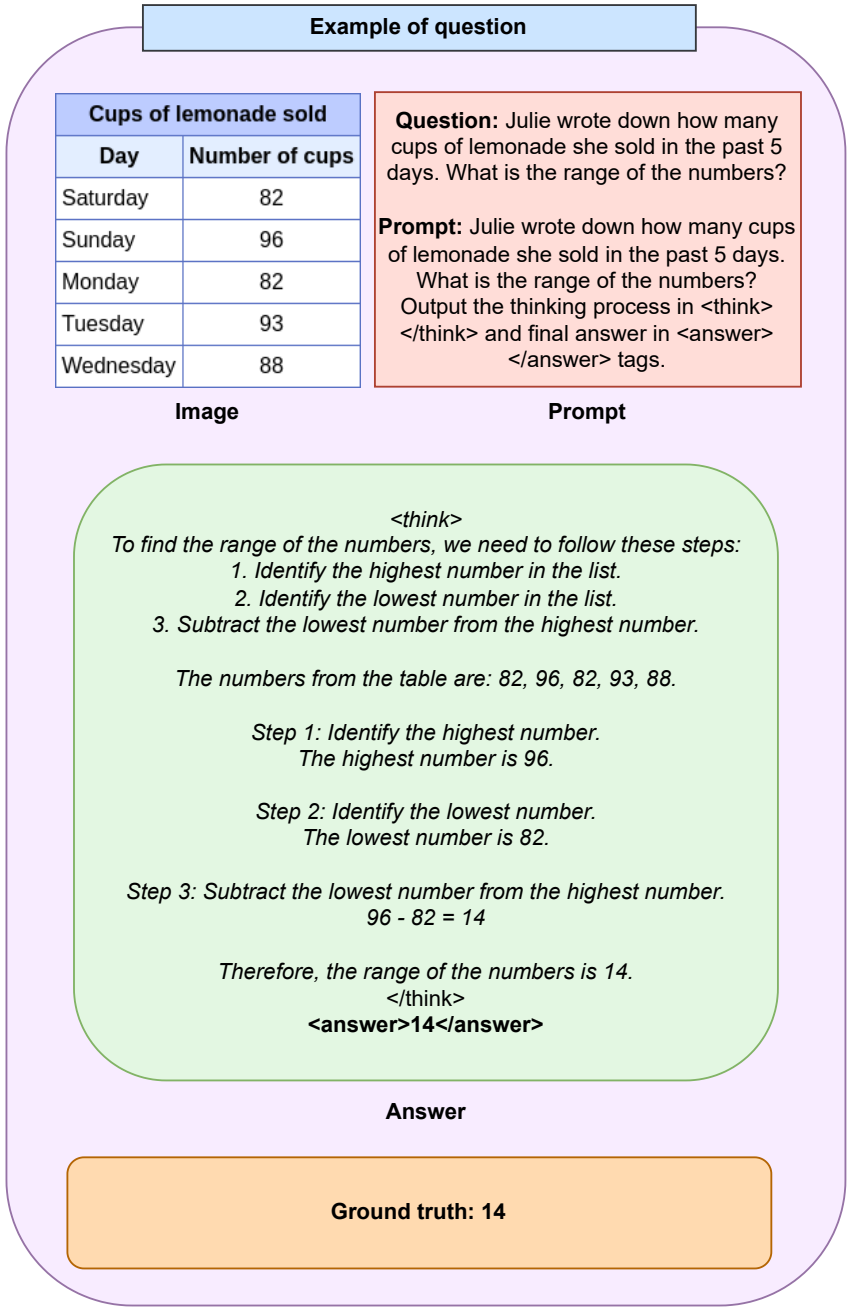 Example of question
Cups of lemonade sold
Day Number of cups
Saturday 82
Sunday 96
Monday 82
Tuesday 93
Wednesday 88
Image
Question: Julie wrote down how many
cups of lemonade she sold in the past 5
days. What is the range of the numbers?
Prompt: Julie wrote down how many cups
of lemonade she sold in the past 5 days.
What is the range of the numbers?
Output the thinking process in <think>
</think> and final answer in <answer>
</answer> tags.
Prompt
<think>
To find the range of the numbers, we need to follow these steps:
1. Identify the highest number in the list.
2. Identify the lowest number in the list.
3. Subtract the lowest number from the highest number.
The numbers from the table are: 82, 96, 82, 93, 88.
Step 1: Identify the highest number.
The highest number is 96.
Step 2: Identify the lowest number.
The lowest number is 82.
Step 3: Subtract the lowest number from the highest number.
96 - 82 = 14
Therefore, the range of the numbers is 14.
</think>
<answer>14</answer>
Answer
Ground truth: 14